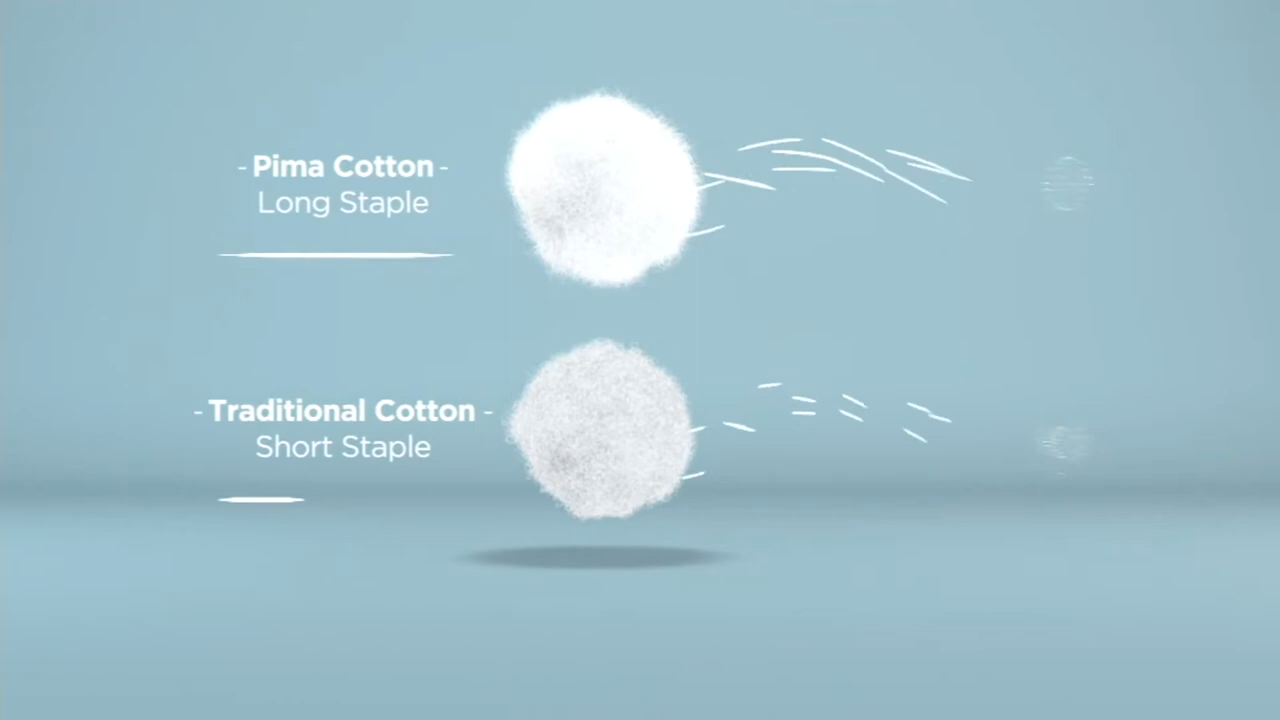 - Pima Cotton -
Long Staple
- Traditional Cotton -
Short Staple